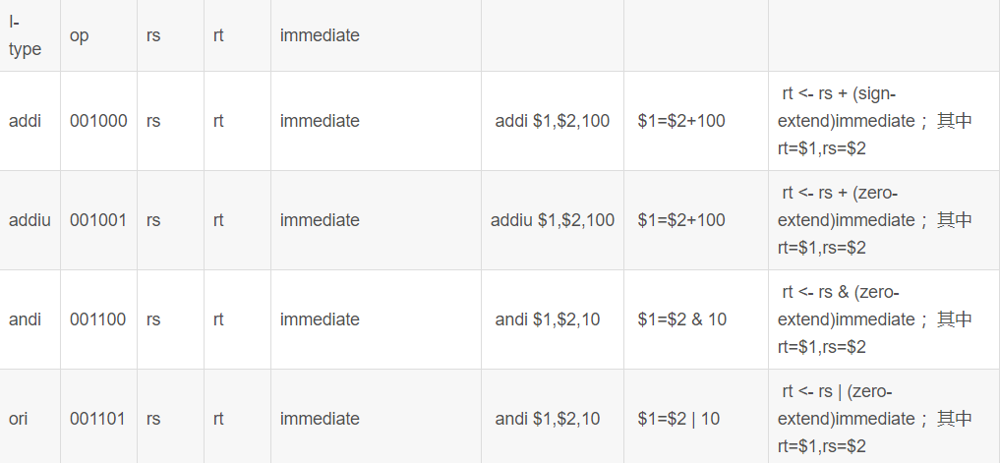 I-type op rs rt immediate
addi 001000 rs rt immediate addi $1,$2,100 $1=$2+100 rt <- rs + (sign-extend)immediate ；其中rt=$1,rs=$2
addiu 001001 rs rt immediate addiu $1,$2,100 $1=$2+100 rt <- rs + (zero-extend)immediate ；其中rt=$1,rs=$2
andi 001100 rs rt immediate andi $1,$2,10 $1=$2 & 10 rt <- rs & (zero-extend)immediate ；其中rt=$1,rs=$2
ori 001101 rs rt immediate andi $1,$2,10 $1=$2 | 10 rt <- rs | (zero-extend)immediate ；其中rt=$1,rs=$2